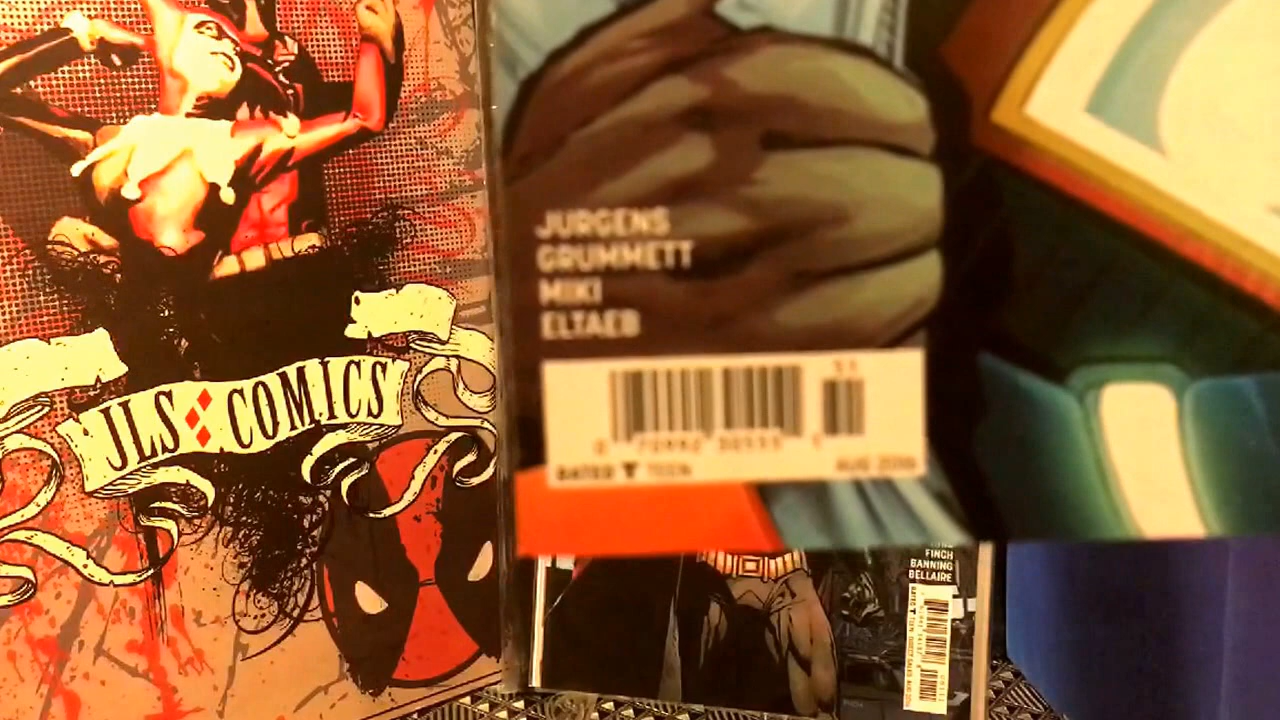 JLS COMICS
JURGENS
GRUMMETT
MIKI
ELTAEB
RATED T TEEN
AUG 2016
FINCH
BANNING
BELLAIRE